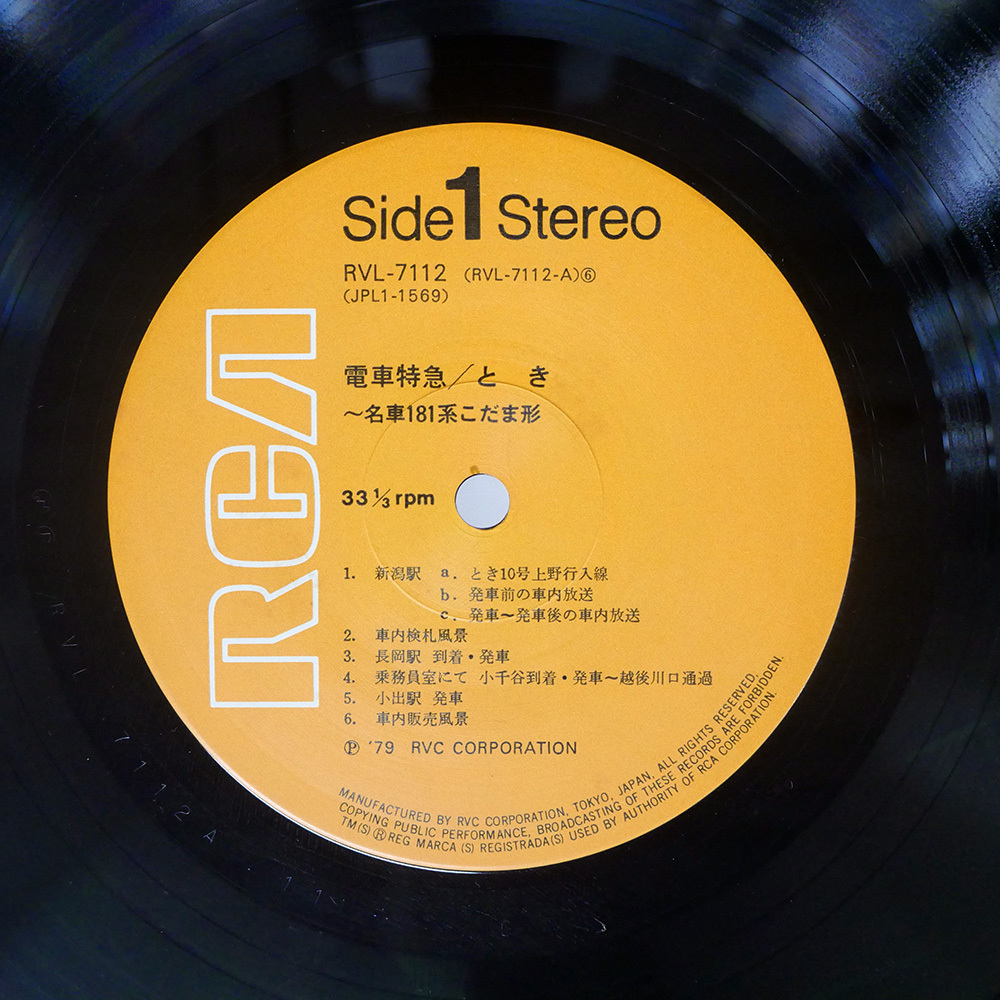 Side 1 Stereo
RVL-7112 (RVL-7112-A)⑥
(JPL1-1569)
電車特急／とき
～名車181系こだま形
33 1/3 rpm
1. 新潟駅 a. とき10号上野行入線
b. 発車前の車内放送
c. 発車～発車後の車内放送
2. 車内検札風景
3. 長岡駅 到着・発車
4. 乗務員室にて 小千谷到着・発車～越後川口通過
5. 小出駅 発車
6. 車内販売風景
Ⓟ '79 RVC CORPORATION
MANUFACTURED BY RVC CORPORATION, TOKYO, JAPAN, ALL RIGHTS RESERVED.
COPYING PUBLIC PERFORMANCE, BROADCASTING OF THESE RECORDS ARE FORBIDDEN.
TM(S) Ⓡ REG MARCA (S) REGISTRADA(S) USED BY AUTHORITY OF RCA CORPORATION.
RCA
RVL 7112A